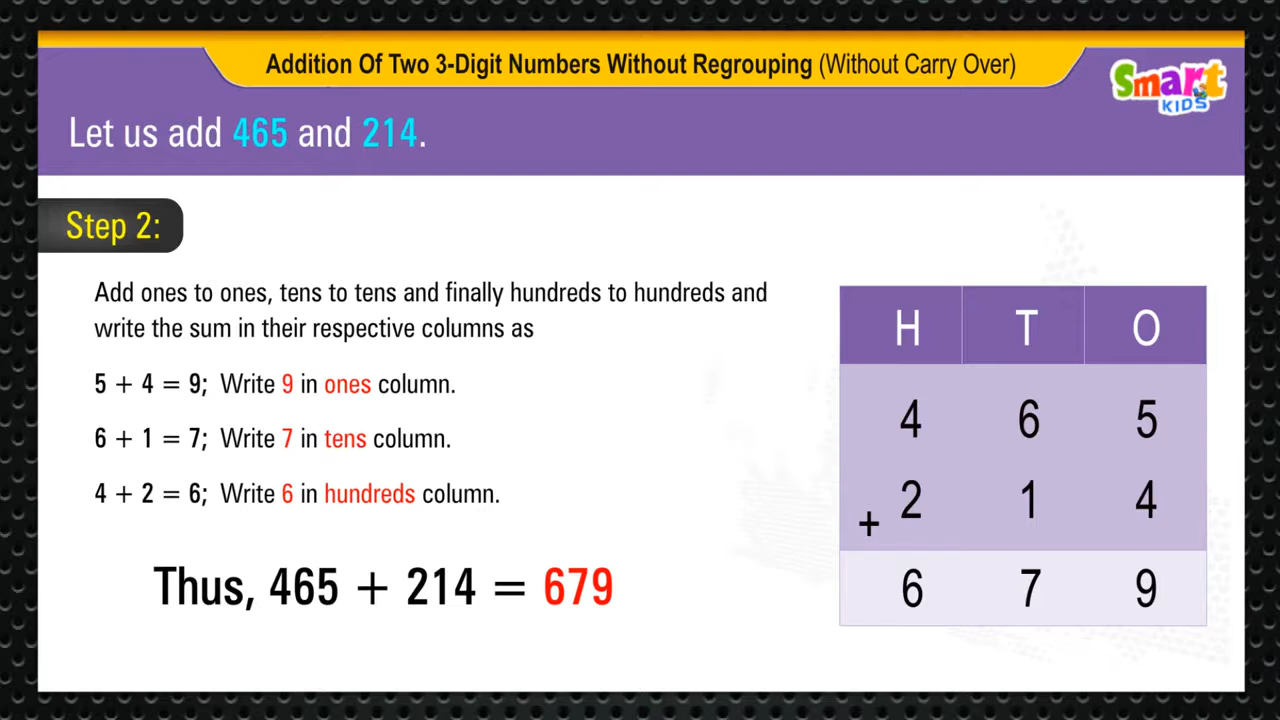 Addition Of Two 3-Digit Numbers Without Regrouping (Without Carry Over)
Smart
KIDS
Let us add 465 and 214.
Step 2:
Add ones to ones, tens to tens and finally hundreds to hundreds and
write the sum in their respective columns as
5 + 4 = 9; Write 9 in ones column.
6 + 1 = 7; Write 7 in tens column.
4 + 2 = 6; Write 6 in hundreds column.
Thus, 465 + 214 = 679
H T O
4 6 5
+ 2 1 4
6 7 9